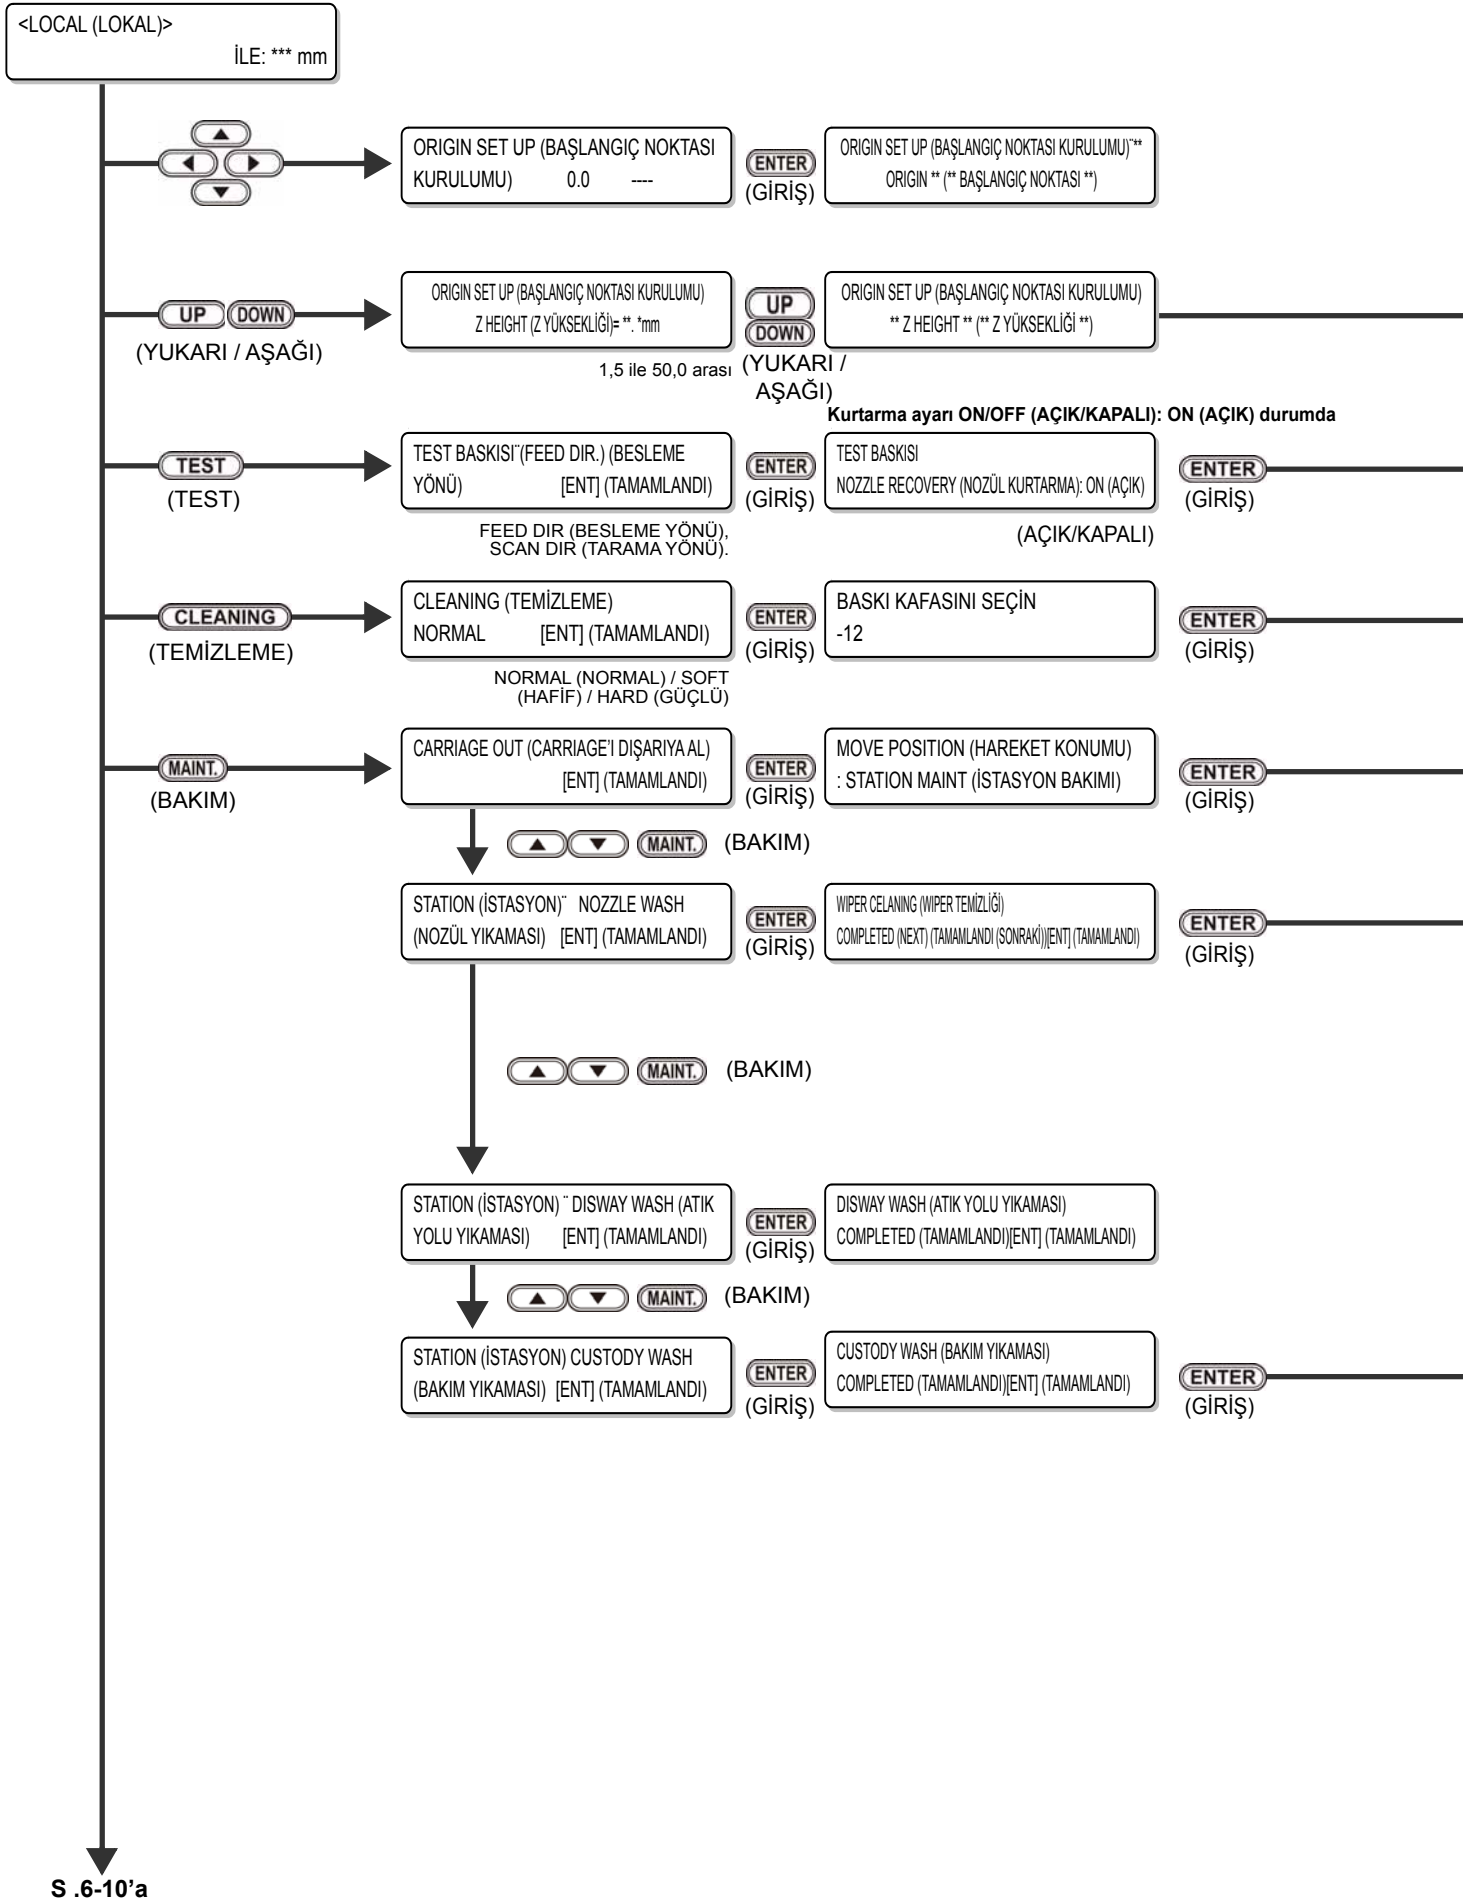 <LOCAL (LOKAL)>
İLE: *** mm
ORIGIN SET UP (BAŞLANGIÇ NOKTASI
KURULUMU) 0.0 ----
ENTER
(GİRİŞ)
ORIGIN SET UP (BAŞLANGIÇ NOKTASI KURULUMU)¨**
ORIGIN ** (** BAŞLANGIÇ NOKTASI **)
UP DOWN
(YUKARI / AŞAĞI)
ORIGIN SET UP (BAŞLANGIÇ NOKTASI KURULUMU)
Z HEIGHT (Z YÜKSEKLİĞİ)= **. *mm
1,5 ile 50,0 arası
UP
DOWN
(YUKARI /
AŞAĞI)
ORIGIN SET UP (BAŞLANGIÇ NOKTASI KURULUMU)
** Z HEIGHT ** (** Z YÜKSEKLİĞİ **)
Kurtarma ayarı ON/OFF (AÇIK/KAPALI): ON (AÇIK) durumda
TEST
(TEST)
TEST BASKISI¨(FEED DIR.) (BESLEME
YÖNÜ) [ENT] (TAMAMLANDI)
FEED DIR (BESLEME YÖNÜ),
SCAN DIR (TARAMA YÖNÜ).
ENTER
(GİRİŞ)
TEST BASKISI
NOZZLE RECOVERY (NOZÜL KURTARMA): ON (AÇIK)
(AÇIK/KAPALI)
ENTER
(GİRİŞ)
CLEANING
(TEMİZLEME)
CLEANING (TEMİZLEME)
NORMAL [ENT] (TAMAMLANDI)
NORMAL (NORMAL) / SOFT
(HAFİF) / HARD (GÜÇLÜ)
ENTER
(GİRİŞ)
BASKI KAFASINI SEÇİN
-12
ENTER
(GİRİŞ)
MAINT.
(BAKIM)
CARRIAGE OUT (CARRIAGE'I DIŞARIYA AL)
[ENT] (TAMAMLANDI)
ENTER
(GİRİŞ)
MOVE POSITION (HAREKET KONUMU)
: STATION MAINT (İSTASYON BAKIMI)
ENTER
(GİRİŞ)
MAINT. (BAKIM)
STATION (İSTASYON)¨ NOZZLE WASH
(NOZÜL YIKAMASI) [ENT] (TAMAMLANDI)
ENTER
(GİRİŞ)
WIPER CELANING (WIPER TEMİZLİĞİ)
COMPLETED (NEXT) (TAMAMLANDI (SONRAKİ))[ENT] (TAMAMLANDI)
ENTER
(GİRİŞ)
MAINT. (BAKIM)
STATION (İSTASYON) ¨ DISWAY WASH (ATIK
YOLU YIKAMASI) [ENT] (TAMAMLANDI)
ENTER
(GİRİŞ)
DISWAY WASH (ATIK YOLU YIKAMASI)
COMPLETED (TAMAMLANDI)[ENT] (TAMAMLANDI)
MAINT. (BAKIM)
STATION (İSTASYON) CUSTODY WASH
(BAKIM YIKAMASI) [ENT] (TAMAMLANDI)
ENTER
(GİRİŞ)
CUSTODY WASH (BAKIM YIKAMASI)
COMPLETED (TAMAMLANDI)[ENT] (TAMAMLANDI)
ENTER
(GİRİŞ)
S .6-10’a